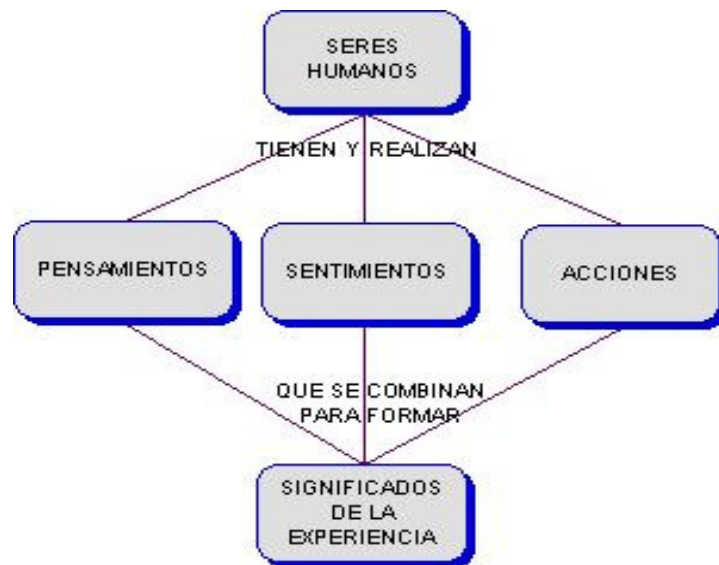 SERES
HUMANOS
TIENEN Y REALIZAN
PENSAMIENTOS
SENTIMIENTOS
ACCIONES
QUE SE COMBINAN
PARA FORMAR
SIGNIFICADOS
DE LA
EXPERIENCIA